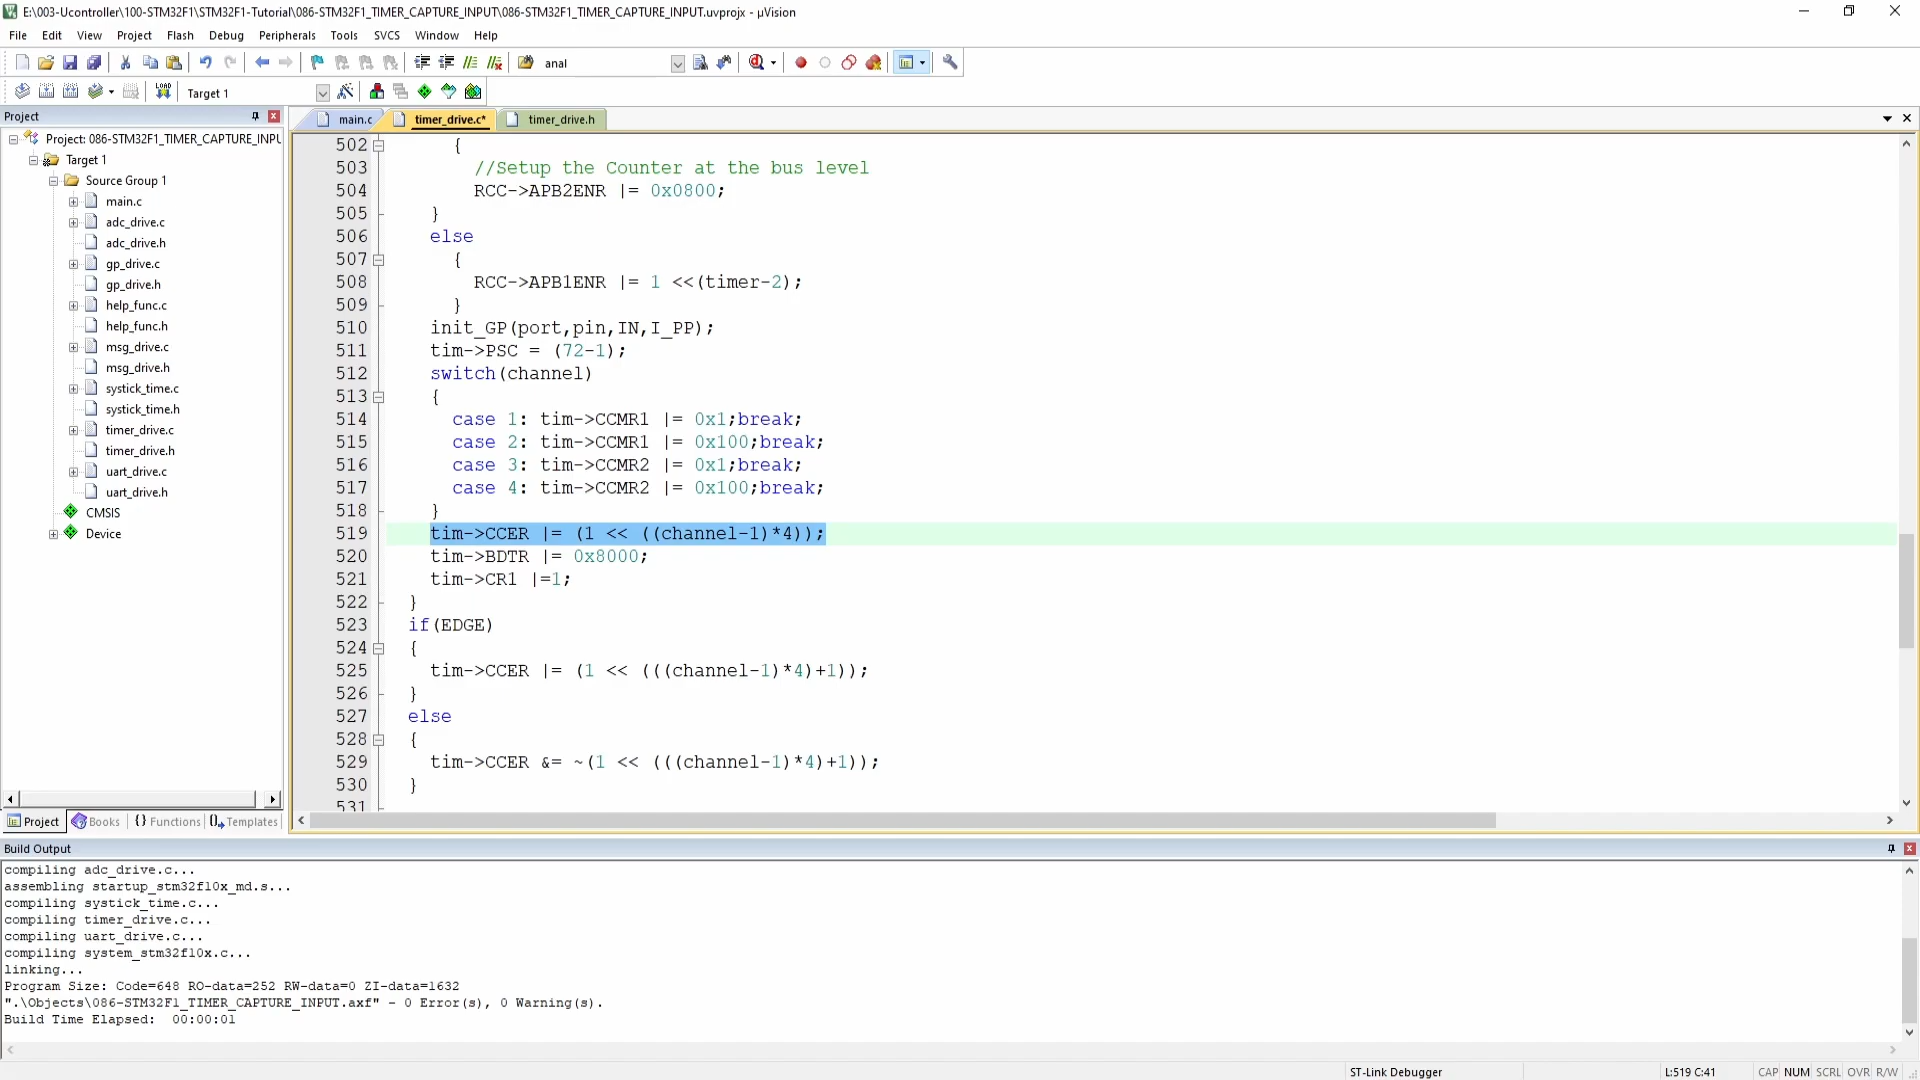 E:\003-Ucontroller\100-STM32F1\STM32F1-Tutorial\086-STM32F1_TIMER_CAPTURE_INPUT\086-STM32F1_TIMER_CAPTURE_INPUT.uvprojx - µVision
File Edit View Project Flash Debug Peripherals Tools SVCS Window Help
anal
LOAD Target 1
Project
main.c timer_drive.c* timer_drive.h
Project: 086-STM32F1_TIMER_CAPTURE_INPU
Target 1
Source Group 1
main.c
adc_drive.c
adc_drive.h
gp_drive.c
gp_drive.h
help_func.c
help_func.h
msg_drive.c
msg_drive.h
systick_time.c
systick_time.h
timer_drive.c
timer_drive.h
uart_drive.c
uart_drive.h
CMSIS
Device
Project Books {} Functions Templates
502 {
503 //Setup the Counter at the bus level
504 RCC->APB2ENR |= 0x0800;
505 }
506 else
507 {
508 RCC->APB1ENR |= 1 <<(timer-2);
509 }
510 init_GP(port,pin,IN,I_PP);
511 tim->PSC = (72-1);
512 switch(channel)
513 {
514 case 1: tim->CCMR1 |= 0x1;break;
515 case 2: tim->CCMR1 |= 0x100;break;
516 case 3: tim->CCMR2 |= 0x1;break;
517 case 4: tim->CCMR2 |= 0x100;break;
518 }
519 tim->CCER |= (1 << ((channel-1)*4));
520 tim->BDTR |= 0x8000;
521 tim->CR1 |=1;
522 }
523 if(EDGE)
524 {
525 tim->CCER |= (1 << (((channel-1)*4)+1));
526 }
527 else
528 {
529 tim->CCER &= ~(1 << (((channel-1)*4)+1));
530 }
531
Build Output
compiling adc_drive.c...
assembling startup_stm32f10x_md.s...
compiling systick_time.c...
compiling timer_drive.c...
compiling uart_drive.c...
compiling system_stm32f10x.c...
linking...
Program Size: Code=648 RO-data=252 RW-data=0 ZI-data=1632
".\Objects\086-STM32F1_TIMER_CAPTURE_INPUT.axf" - 0 Error(s), 0 Warning(s).
Build Time Elapsed:  00:00:01
ST-Link Debugger L:519 C:41 CAP NUM SCRL OVR R/W